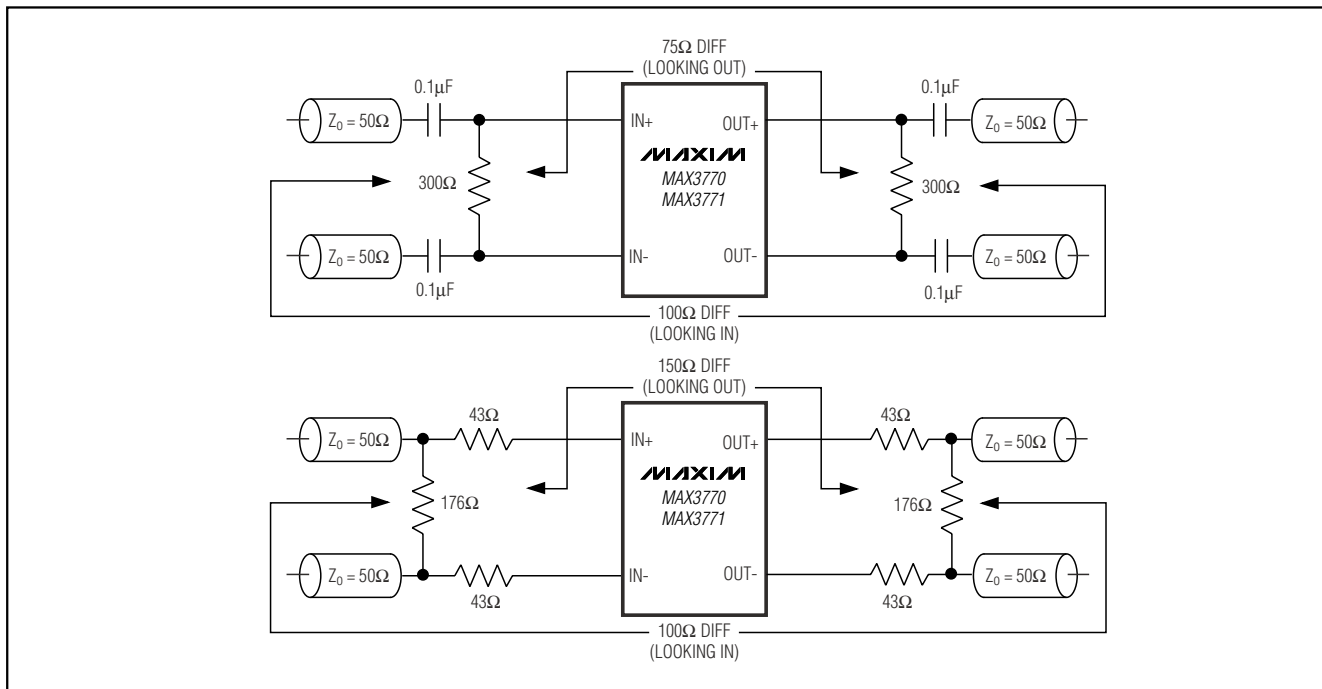 75Ω DIFF
(LOOKING OUT)
0.1µF
0.1µF
Z0 = 50Ω
IN+
OUT+
Z0 = 50Ω
MAXIM
MAX3770
MAX3771
300Ω
300Ω
Z0 = 50Ω
IN-
OUT-
Z0 = 50Ω
0.1µF
0.1µF
100Ω DIFF
(LOOKING IN)
150Ω DIFF
(LOOKING OUT)
43Ω
43Ω
Z0 = 50Ω
IN+
OUT+
Z0 = 50Ω
MAXIM
MAX3770
MAX3771
176Ω
176Ω
Z0 = 50Ω
IN-
OUT-
Z0 = 50Ω
43Ω
43Ω
100Ω DIFF
(LOOKING IN)